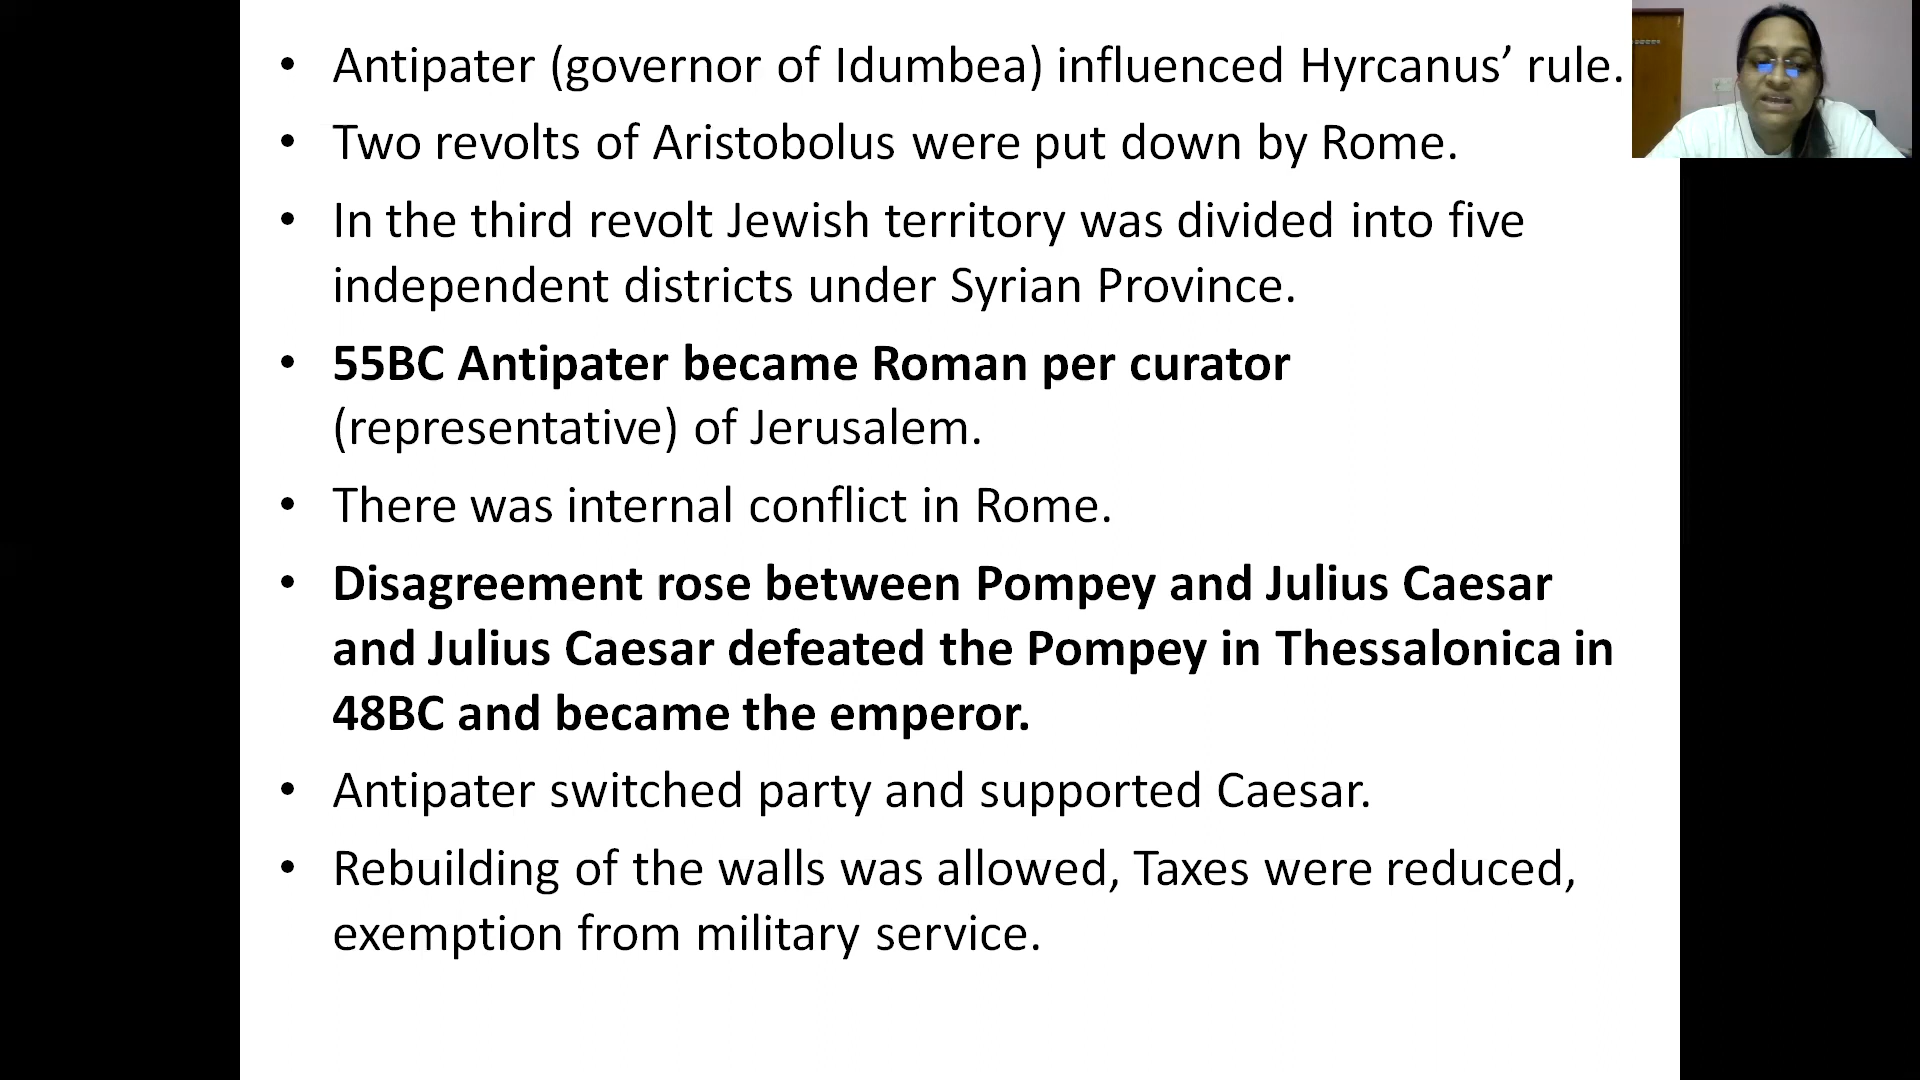 • Antipater (governor of Idumbea) influenced Hyrcanus’ rule.
• Two revolts of Aristobolus were put down by Rome.
• In the third revolt Jewish territory was divided into five
independent districts under Syrian Province.
• 55BC Antipater became Roman per curator
(representative) of Jerusalem.
• There was internal conflict in Rome.
• Disagreement rose between Pompey and Julius Caesar
and Julius Caesar defeated the Pompey in Thessalonica in
48BC and became the emperor.
• Antipater switched party and supported Caesar.
• Rebuilding of the walls was allowed, Taxes were reduced,
exemption from military service.